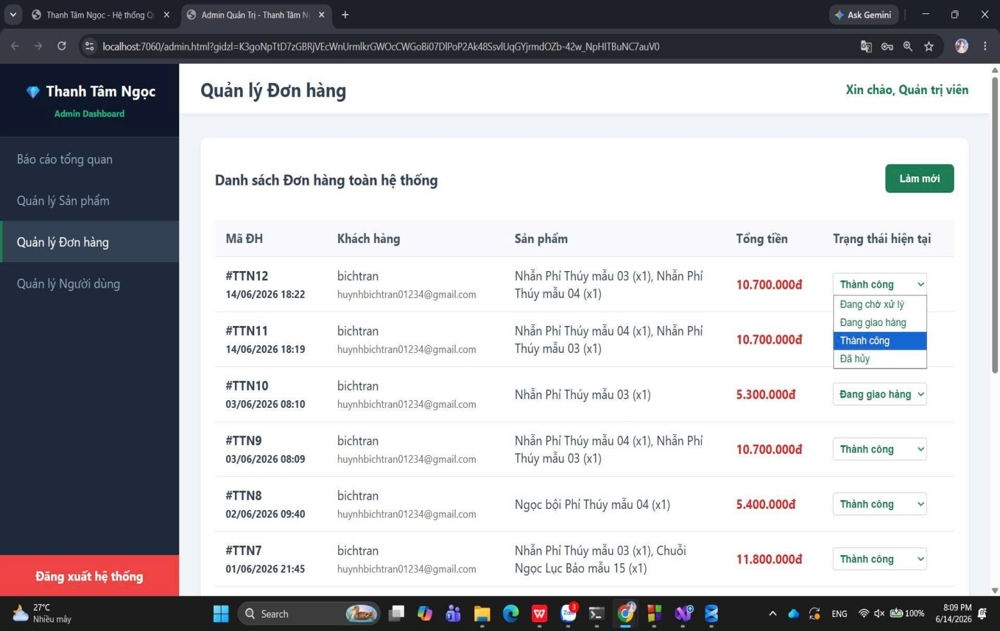 Thanh Tâm Ngọc - Hệ thống Qu
Admin Quản Trị - Thanh Tâm N
Ask Gemini
localhost:7060/admin.html?gidzl=K3goNpTtD7zGBRjVEcWnUrmlkrGWOcCWGoBi07DlPoP2Ak48SsvlUqGYjrmdOZb-42w_NpHITBuNC7auV0
Thanh Tâm Ngọc
Admin Dashboard
Báo cáo tổng quan
Quản lý Sản phẩm
Quản lý Đơn hàng
Quản lý Người dùng
Đăng xuất hệ thống
Quản lý Đơn hàng
Xin chào, Quản trị viên
Danh sách Đơn hàng toàn hệ thống
Làm mới
Mã ĐH Khách hàng Sản phẩm Tổng tiền Trạng thái hiện tại
#TTN12 bichtran Nhẫn Phỉ Thúy mẫu 03 (x1), Nhẫn Phỉ
14/06/2026 18:22 huynhbichtran01234@gmail.com Thúy mẫu 04 (x1) 10.700.000đ Thành công
Đang chờ xử lý
Đang giao hàng
Thành công
Đã hủy
#TTN11 bichtran Nhẫn Phỉ Thúy mẫu 04 (x1), Nhẫn Phỉ
14/06/2026 18:19 huynhbichtran01234@gmail.com Thúy mẫu 03 (x1) 10.700.000đ
#TTN10 bichtran
03/06/2026 08:10 huynhbichtran01234@gmail.com Nhẫn Phỉ Thúy mẫu 03 (x1) 5.300.000đ Đang giao hàng
#TTN9 bichtran Nhẫn Phỉ Thúy mẫu 04 (x1), Nhẫn Phỉ
03/06/2026 08:09 huynhbichtran01234@gmail.com Thúy mẫu 03 (x1) 10.700.000đ Thành công
#TTN8 bichtran
02/06/2026 09:40 huynhbichtran01234@gmail.com Ngọc bội Phỉ Thúy mẫu 04 (x1) 5.400.000đ Thành công
#TTN7 bichtran Nhẫn Phỉ Thúy mẫu 03 (x1), Chuỗi
01/06/2026 21:45 huynhbichtran01234@gmail.com Ngọc Lục Bảo mẫu 15 (x1) 11.800.000đ Thành công
27°C
Nhiều mây
Search
Zalo
3
ENG
100%
8:09 PM
6/14/2026